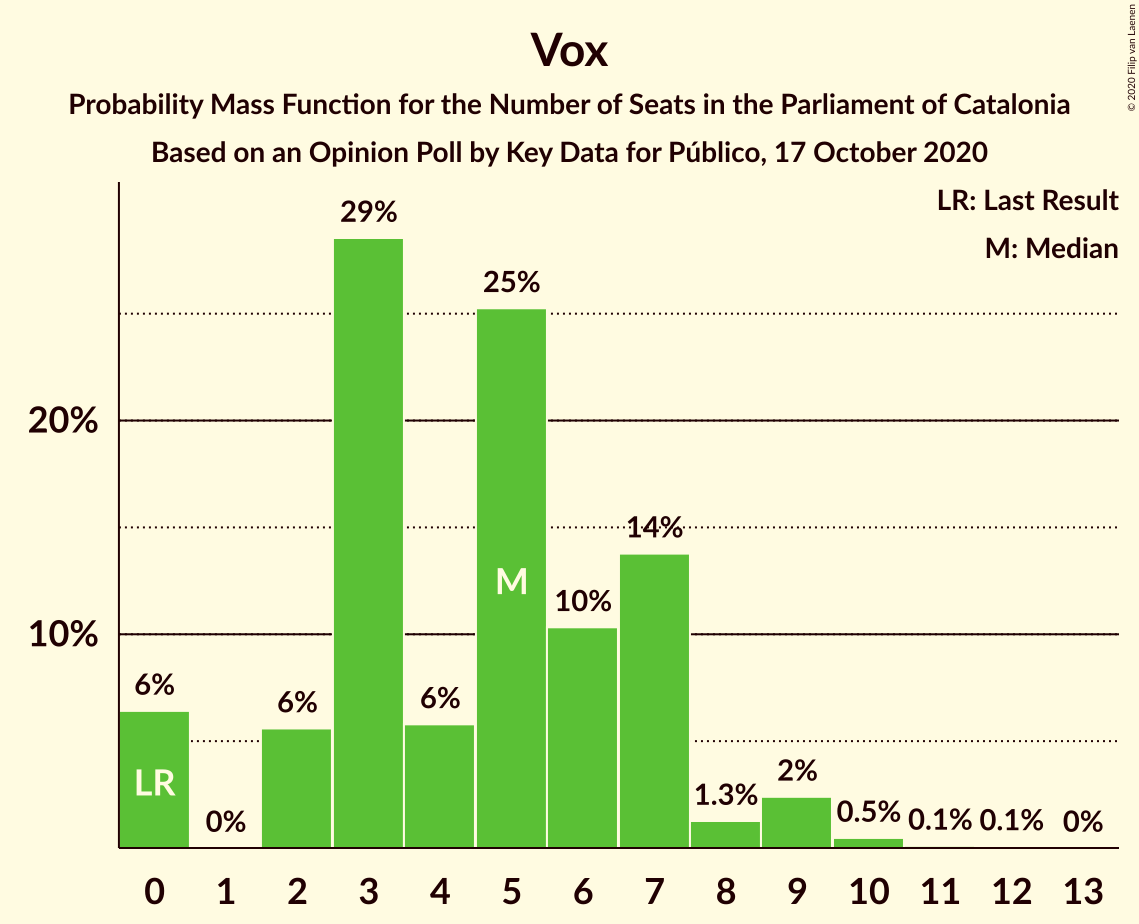 Vox
Probability Mass Function for the Number of Seats in the Parliament of Catalonia
Based on an Opinion Poll by Key Data for Público, 17 October 2020
© 2020 Filip van Laenen
LR: Last Result
M: Median
20%
10%
6%
0%
6%
29%
6%
25%
10%
14%
1.3%
2%
0.5%
0.1%
0.1%
0%
LR
M
0 1 2 3 4 5 6 7 8 9 10 11 12 13